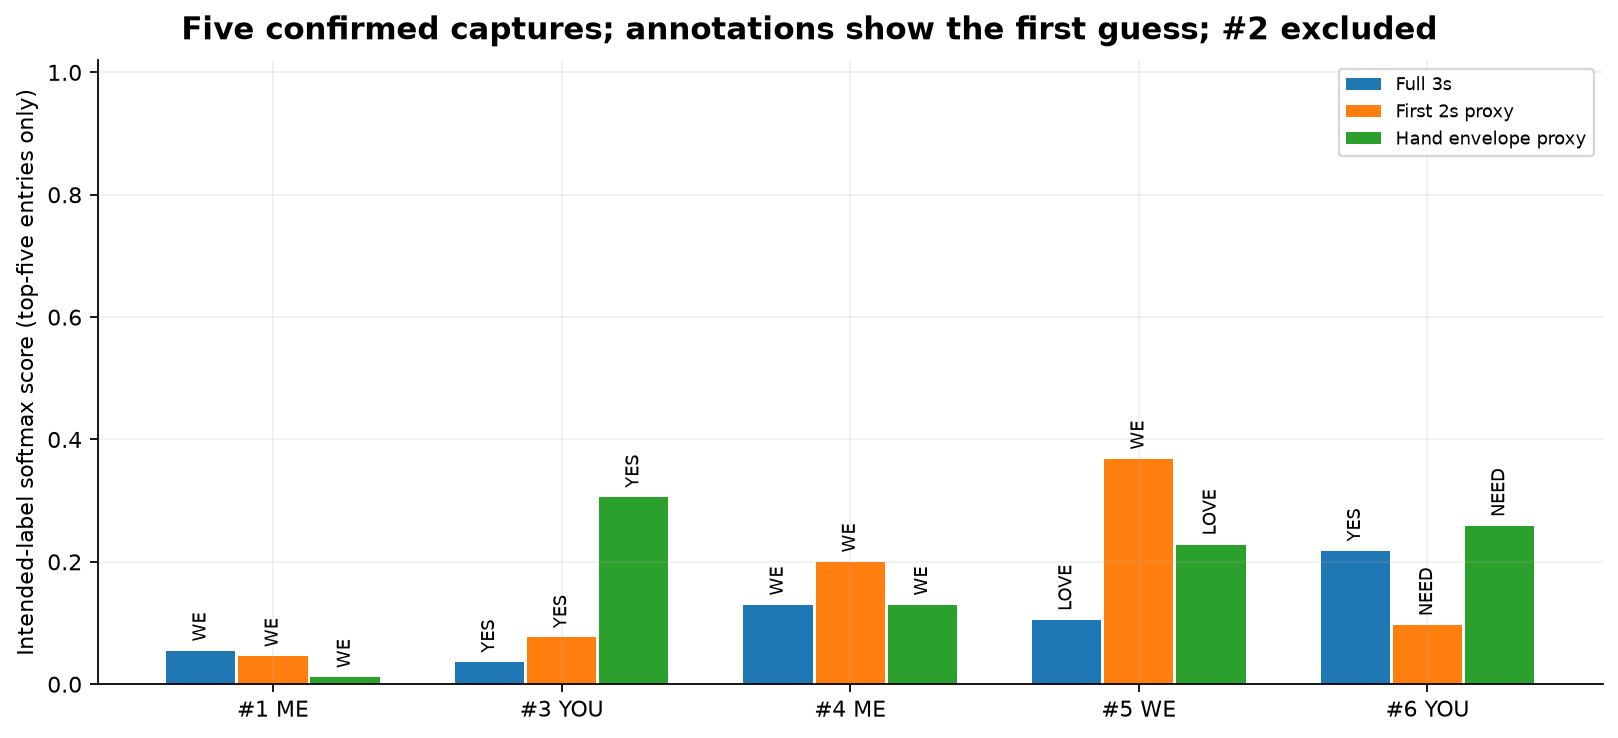 Five confirmed captures; annotations show the first guess; #2 excluded
Intended-label softmax score (top-five entries only)
1.0
0.8
0.6
0.4
0.2
0.0
Full 3s
First 2s proxy
Hand envelope proxy
WE
WE
WE
YES
YES
YES
WE
WE
WE
LOVE
WE
LOVE
YES
NEED
NEED
#1 ME
#3 YOU
#4 ME
#5 WE
#6 YOU